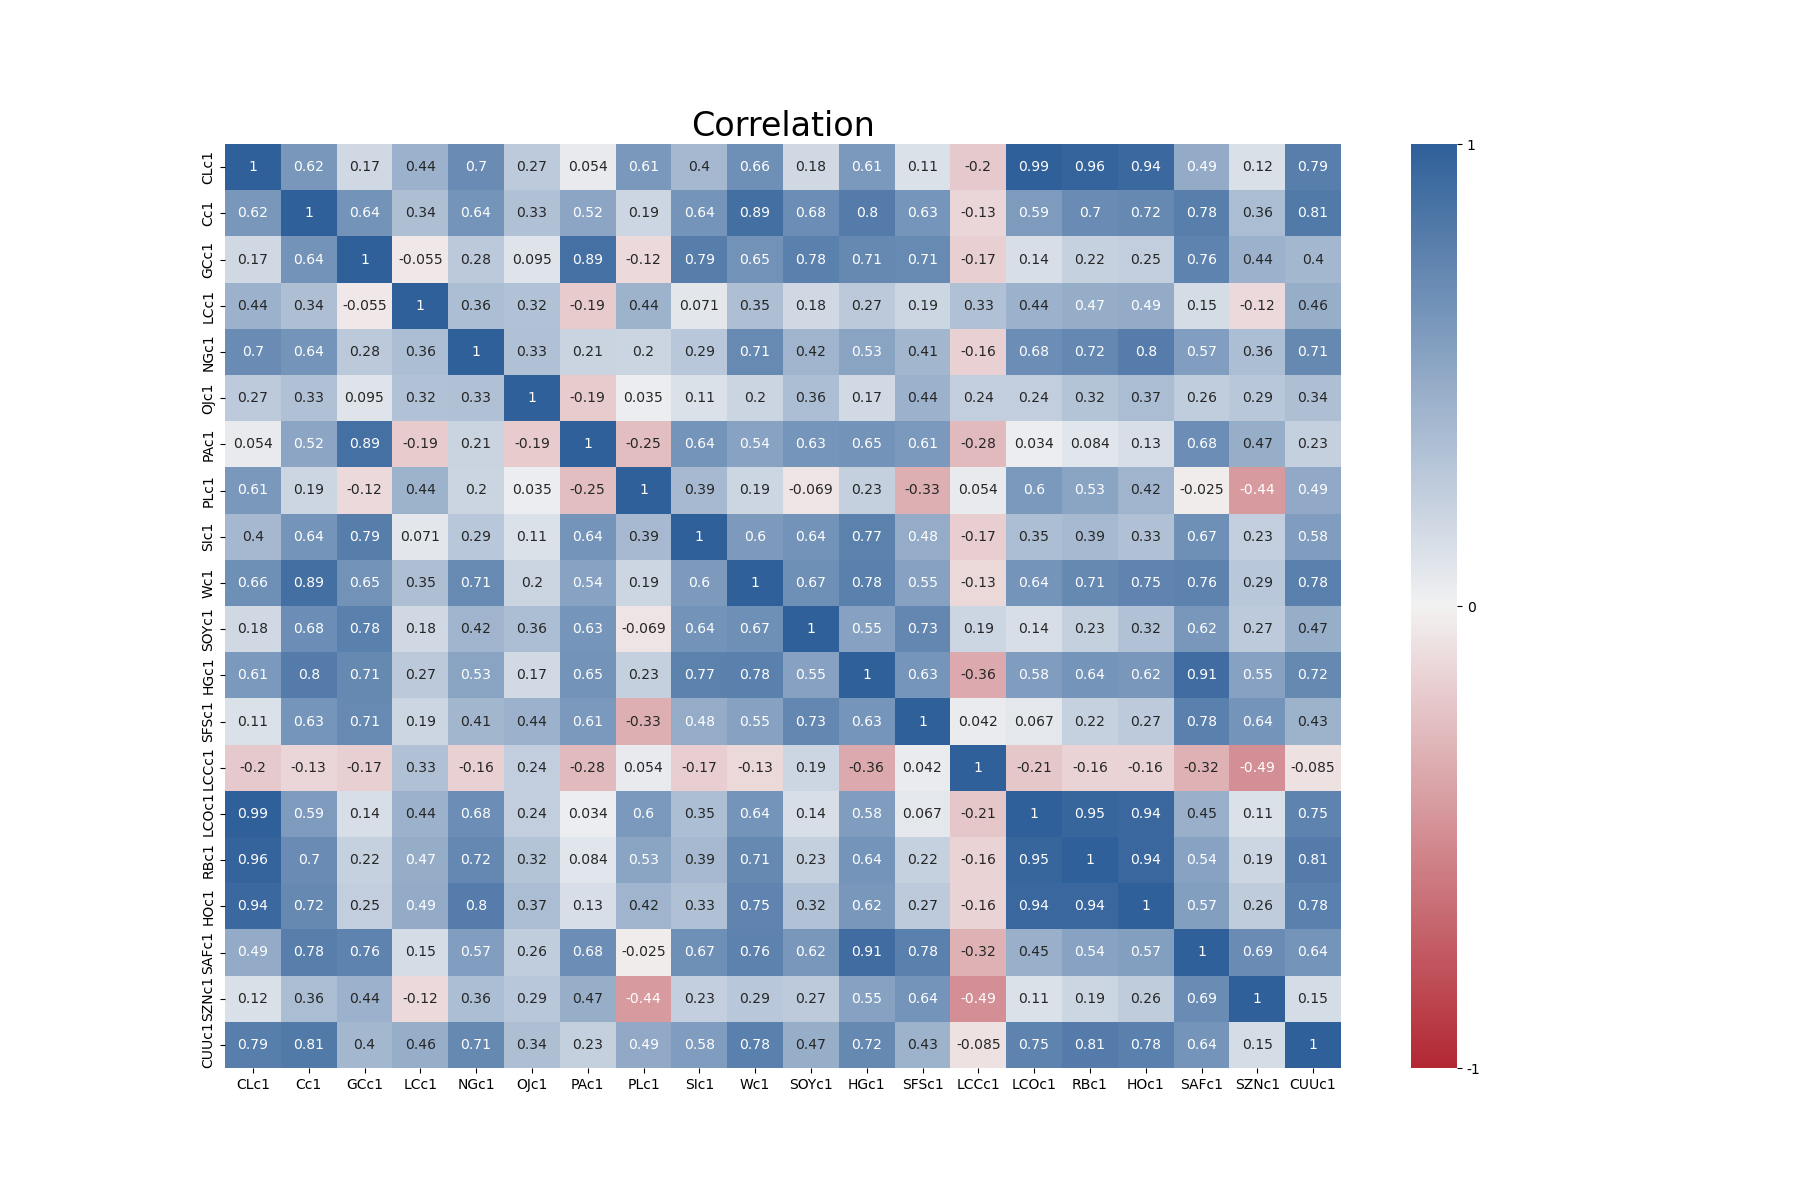 Correlation
CLc1 1 0.62 0.17 0.44 0.7 0.27 0.054 0.61 0.4 0.66 0.18 0.61 0.11 -0.2 0.99 0.96 0.94 0.49 0.12 0.79 1
Cc1 0.62 1 0.64 0.34 0.64 0.33 0.52 0.19 0.64 0.89 0.68 0.8 0.63 -0.13 0.59 0.7 0.72 0.78 0.36 0.81
GCc1 0.17 0.64 1 -0.055 0.28 0.095 0.89 -0.12 0.79 0.65 0.78 0.71 0.71 -0.17 0.14 0.22 0.25 0.76 0.44 0.4
LCc1 0.44 0.34 -0.055 1 0.36 0.32 -0.19 0.44 0.071 0.35 0.18 0.27 0.19 0.33 0.44 0.47 0.49 0.15 -0.12 0.46
NGc1 0.7 0.64 0.28 0.36 1 0.33 0.21 0.2 0.29 0.71 0.42 0.53 0.41 -0.16 0.68 0.72 0.8 0.57 0.36 0.71
OJc1 0.27 0.33 0.095 0.32 0.33 1 -0.19 0.035 0.11 0.2 0.36 0.17 0.44 0.24 0.24 0.32 0.37 0.26 0.29 0.34
PAc1 0.054 0.52 0.89 -0.19 0.21 -0.19 1 -0.25 0.64 0.54 0.63 0.65 0.61 -0.28 0.034 0.084 0.13 0.68 0.47 0.23
PLc1 0.61 0.19 -0.12 0.44 0.2 0.035 -0.25 1 0.39 0.19 -0.069 0.23 -0.33 0.054 0.6 0.53 0.42 -0.025 -0.44 0.49
SIc1 0.4 0.64 0.79 0.071 0.29 0.11 0.64 0.39 1 0.6 0.64 0.77 0.48 -0.17 0.35 0.39 0.33 0.67 0.23 0.58
Wc1 0.66 0.89 0.65 0.35 0.71 0.2 0.54 0.19 0.6 1 0.67 0.78 0.55 -0.13 0.64 0.71 0.75 0.76 0.29 0.78
0
SOYc1 0.18 0.68 0.78 0.18 0.42 0.36 0.63 -0.069 0.64 0.67 1 0.55 0.73 0.19 0.14 0.23 0.32 0.62 0.27 0.47
HGc1 0.61 0.8 0.71 0.27 0.53 0.17 0.65 0.23 0.77 0.78 0.55 1 0.63 -0.36 0.58 0.64 0.62 0.91 0.55 0.72
SFSc1 0.11 0.63 0.71 0.19 0.41 0.44 0.61 -0.33 0.48 0.55 0.73 0.63 1 0.042 0.067 0.22 0.27 0.78 0.64 0.43
LCCc1 -0.2 -0.13 -0.17 0.33 -0.16 0.24 -0.28 0.054 -0.17 -0.13 0.19 -0.36 0.042 1 -0.21 -0.16 -0.16 -0.32 -0.49 -0.085
LCOc1 0.99 0.59 0.14 0.44 0.68 0.24 0.034 0.6 0.35 0.64 0.14 0.58 0.067 -0.21 1 0.95 0.94 0.45 0.11 0.75
RBc1 0.96 0.7 0.22 0.47 0.72 0.32 0.084 0.53 0.39 0.71 0.23 0.64 0.22 -0.16 0.95 1 0.94 0.54 0.19 0.81
HOc1 0.94 0.72 0.25 0.49 0.8 0.37 0.13 0.42 0.33 0.75 0.32 0.62 0.27 -0.16 0.94 0.94 1 0.57 0.26 0.78
SAFc1 0.49 0.78 0.76 0.15 0.57 0.26 0.68 -0.025 0.67 0.76 0.62 0.91 0.78 -0.32 0.45 0.54 0.57 1 0.69 0.64
SZNc1 0.12 0.36 0.44 -0.12 0.36 0.29 0.47 -0.44 0.23 0.29 0.27 0.55 0.64 -0.49 0.11 0.19 0.26 0.69 1 0.15
CUUc1 0.79 0.81 0.4 0.46 0.71 0.34 0.23 0.49 0.58 0.78 0.47 0.72 0.43 -0.085 0.75 0.81 0.78 0.64 0.15 1
-1
CLc1 Cc1 GCc1 LCc1 NGc1 OJc1 PAc1 PLc1 SIc1 Wc1 SOYc1 HGc1 SFSc1 LCCc1 LCOc1 RBc1 HOc1 SAFc1 SZNc1 CUUc1